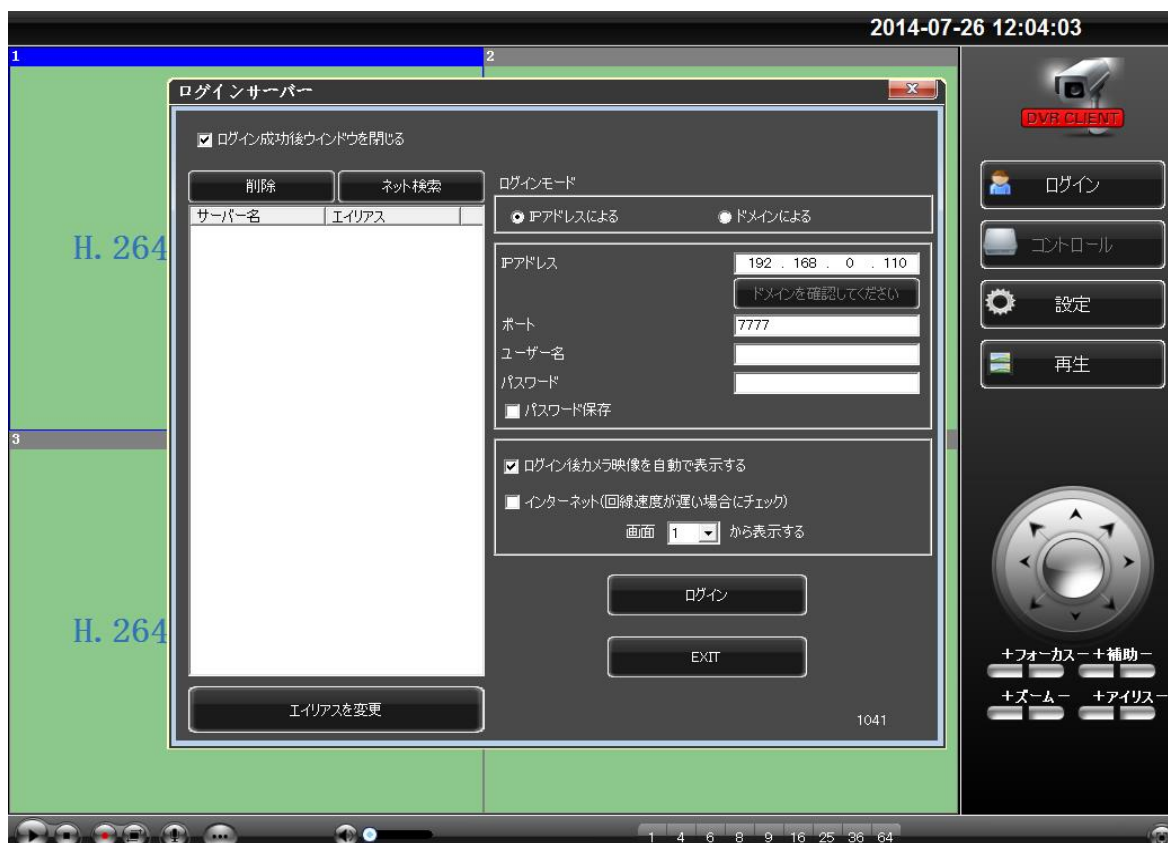 2014-07-26 12:04:03
1
2
ログインサーバー
X
DVR CLIENT
ログイン成功後ウインドウを閉じる
削除
ネット検索
ログインモード
ログイン
サーバー名
エイリアス
IPアドレスによる
ドメインによる
H. 264
コントロール
IPアドレス
192 . 168 . 0 . 110
ドメインを確認してください
設定
ポート
7777
ユーザー名
再生
パスワード
パスワード保存
3
ログイン後カメラ映像を自動で表示する
インターネット(回線速度が遅い場合にチェック)
画面 1 から表示する
ログイン
H. 264
EXIT
+フォーカス－+補助－
エイリアスを変更
+ズーム－ +アイリス－
1041
1 4 6 8 9 16 25 36 64